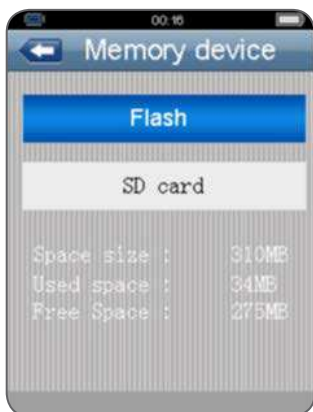 00:16
Memory device
Flash
SD card
Space size : 310MB
Used space : 34MB
Free Space : 275MB